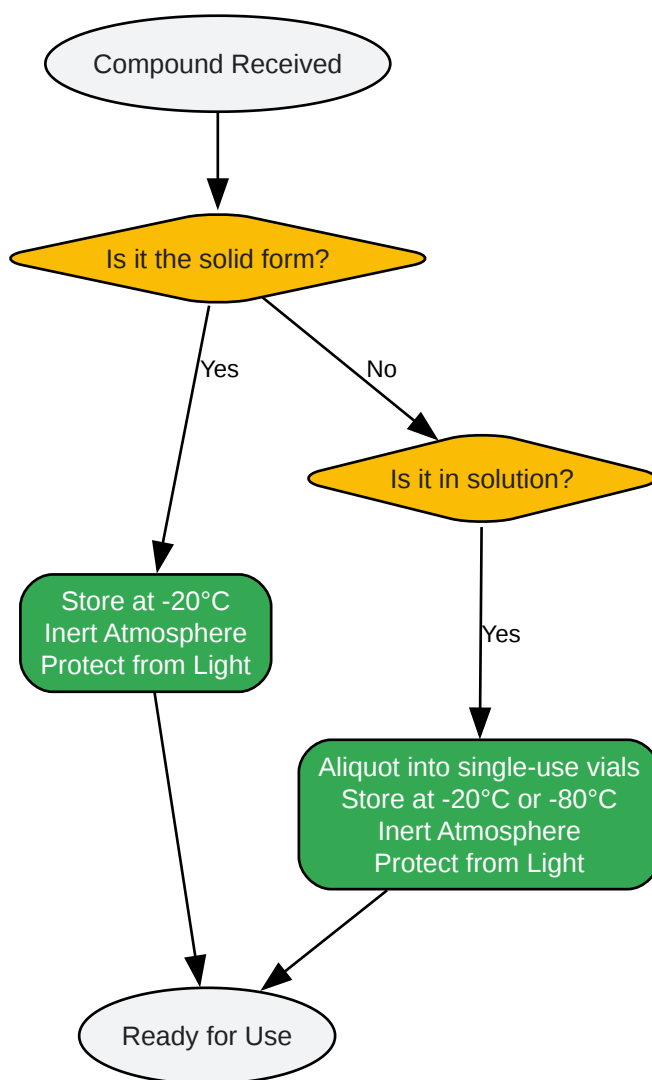 Compound Received
Is it the solid form?
Yes
No
Is it in solution?
Store at -20°C
Inert Atmosphere
Protect from Light
Yes
Aliquot into single-use vials
Store at -20°C or -80°C
Inert Atmosphere
Protect from Light
Ready for Use